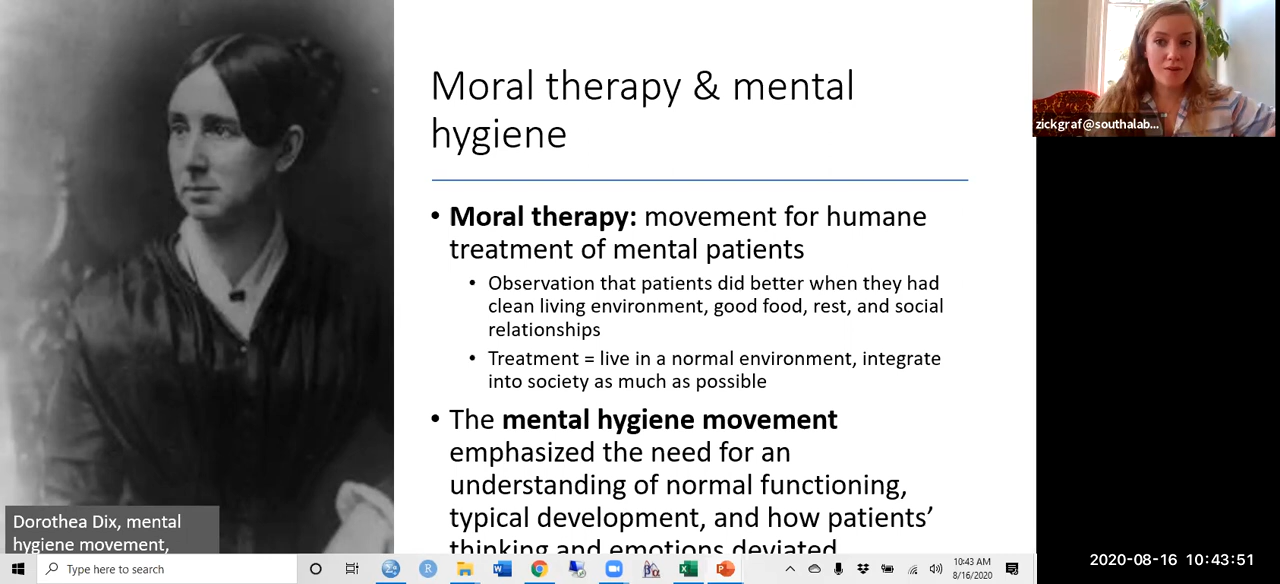 Moral therapy & mental
hygiene
• Moral therapy: movement for humane
treatment of mental patients
• Observation that patients did better when they had
clean living environment, good food, rest, and social
relationships
• Treatment = live in a normal environment, integrate
into society as much as possible
• The mental hygiene movement
emphasized the need for an
understanding of normal functioning,
typical development, and how patients’
thinking and emotions deviated
Dorothea Dix, mental
hygiene movement,
zickgraf@southalab...
Type here to search
10:43 AM
8/16/2020
2020-08-16 10:43:51